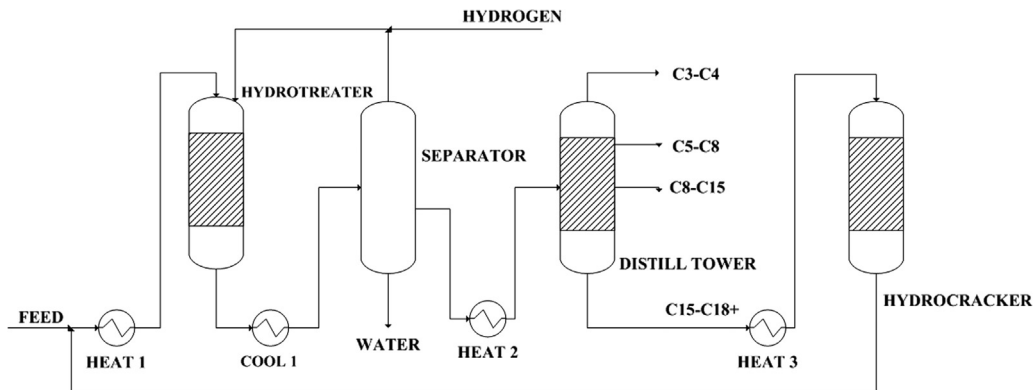 HYDROGEN
C3-C4
HYDROTREATER
C5-C8
SEPARATOR
C8-C15
DISTILL TOWER
C15-C18+
HYDROCRACKER
FEED
WATER
HEAT 1
COOL 1
HEAT 2
HEAT 3